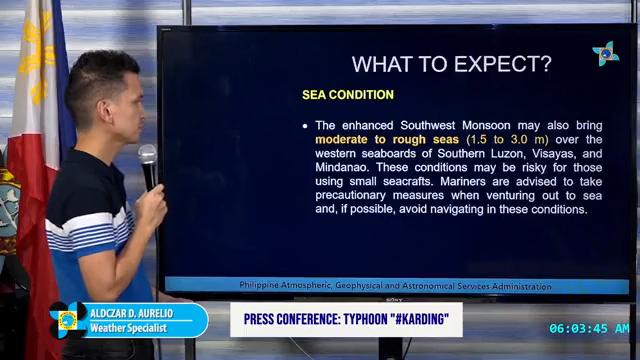 WHAT TO EXPECT?
SEA CONDITION
• The enhanced Southwest Monsoon may also bring
moderate to rough seas (1.5 to 3.0 m) over the
western seaboards of Southern Luzon, Visayas, and
Mindanao. These conditions may be risky for those
using small seacrafts. Mariners are advised to take
precautionary measures when venturing out to sea
and, if possible, avoid navigating in these conditions.
Philippine Atmospheric, Geophysical and Astronomical Services Administration
SONY
ALDCZAR D. AURELIO
Weather Specialist
PRESS CONFERENCE: TYPHOON "#KARDING"
06:03:45 AM